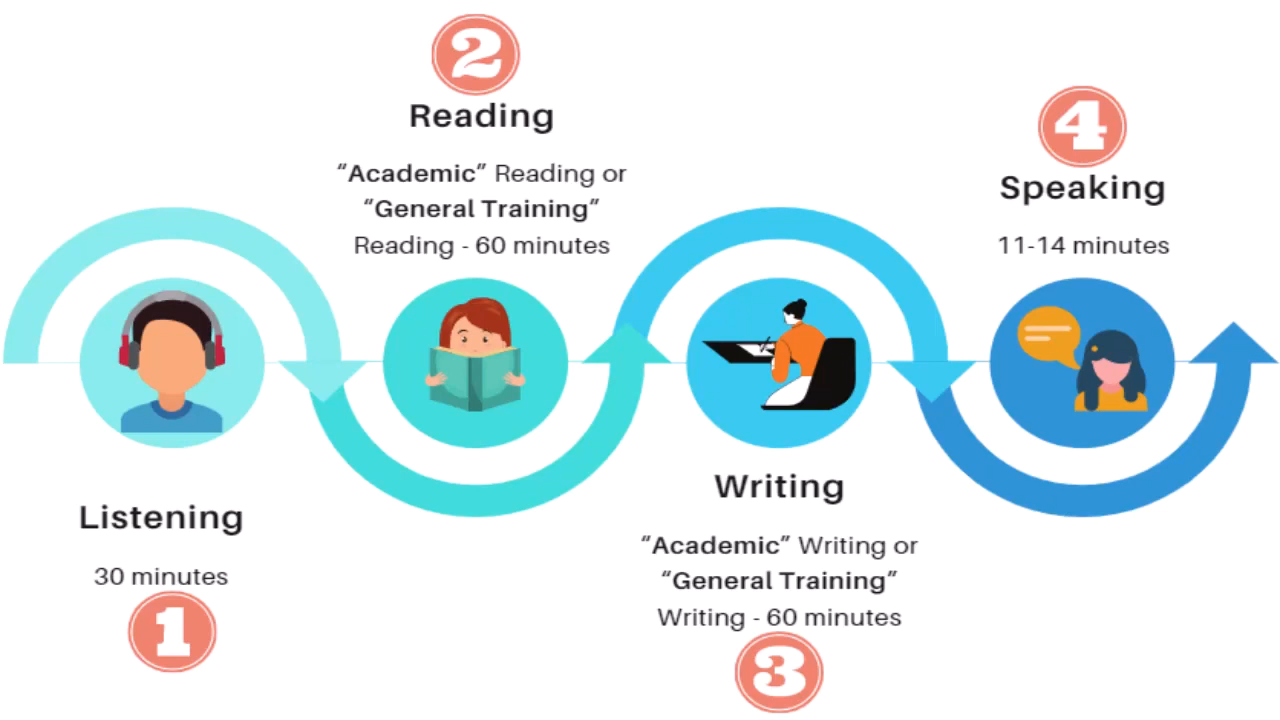 1
Listening
30 minutes
2
Reading
“Academic” Reading or
“General Training”
Reading - 60 minutes
3
Writing
“Academic” Writing or
“General Training”
Writing - 60 minutes
4
Speaking
11-14 minutes